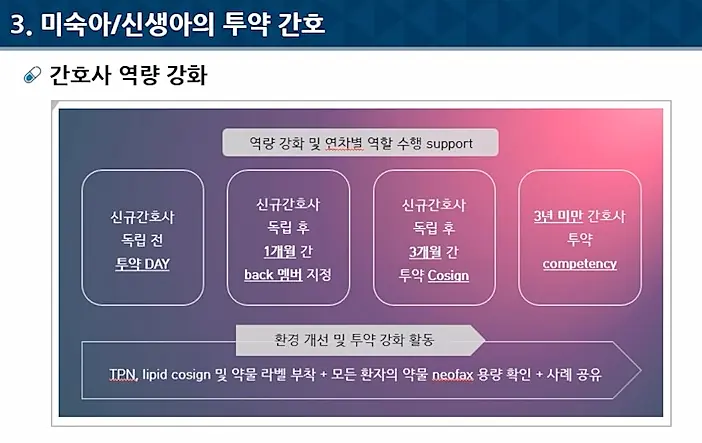 3. 미숙아/신생아의 투약 간호
간호사 역량 강화
역량 강화 및 연차별 역할 수행 support
신규간호사
독립 전
투약 DAY
신규간호사
독립 후
1개월 간
back 멤버 지정
신규간호사
독립 후
3개월 간
투약 Cosign
3년 미만 간호사
투약
competency
환경 개선 및 투약 강화 활동
TPN, lipid cosign 및 약물 라벨 부착 + 모든 환자의 약물 neofax 용량 확인 + 사례 공유